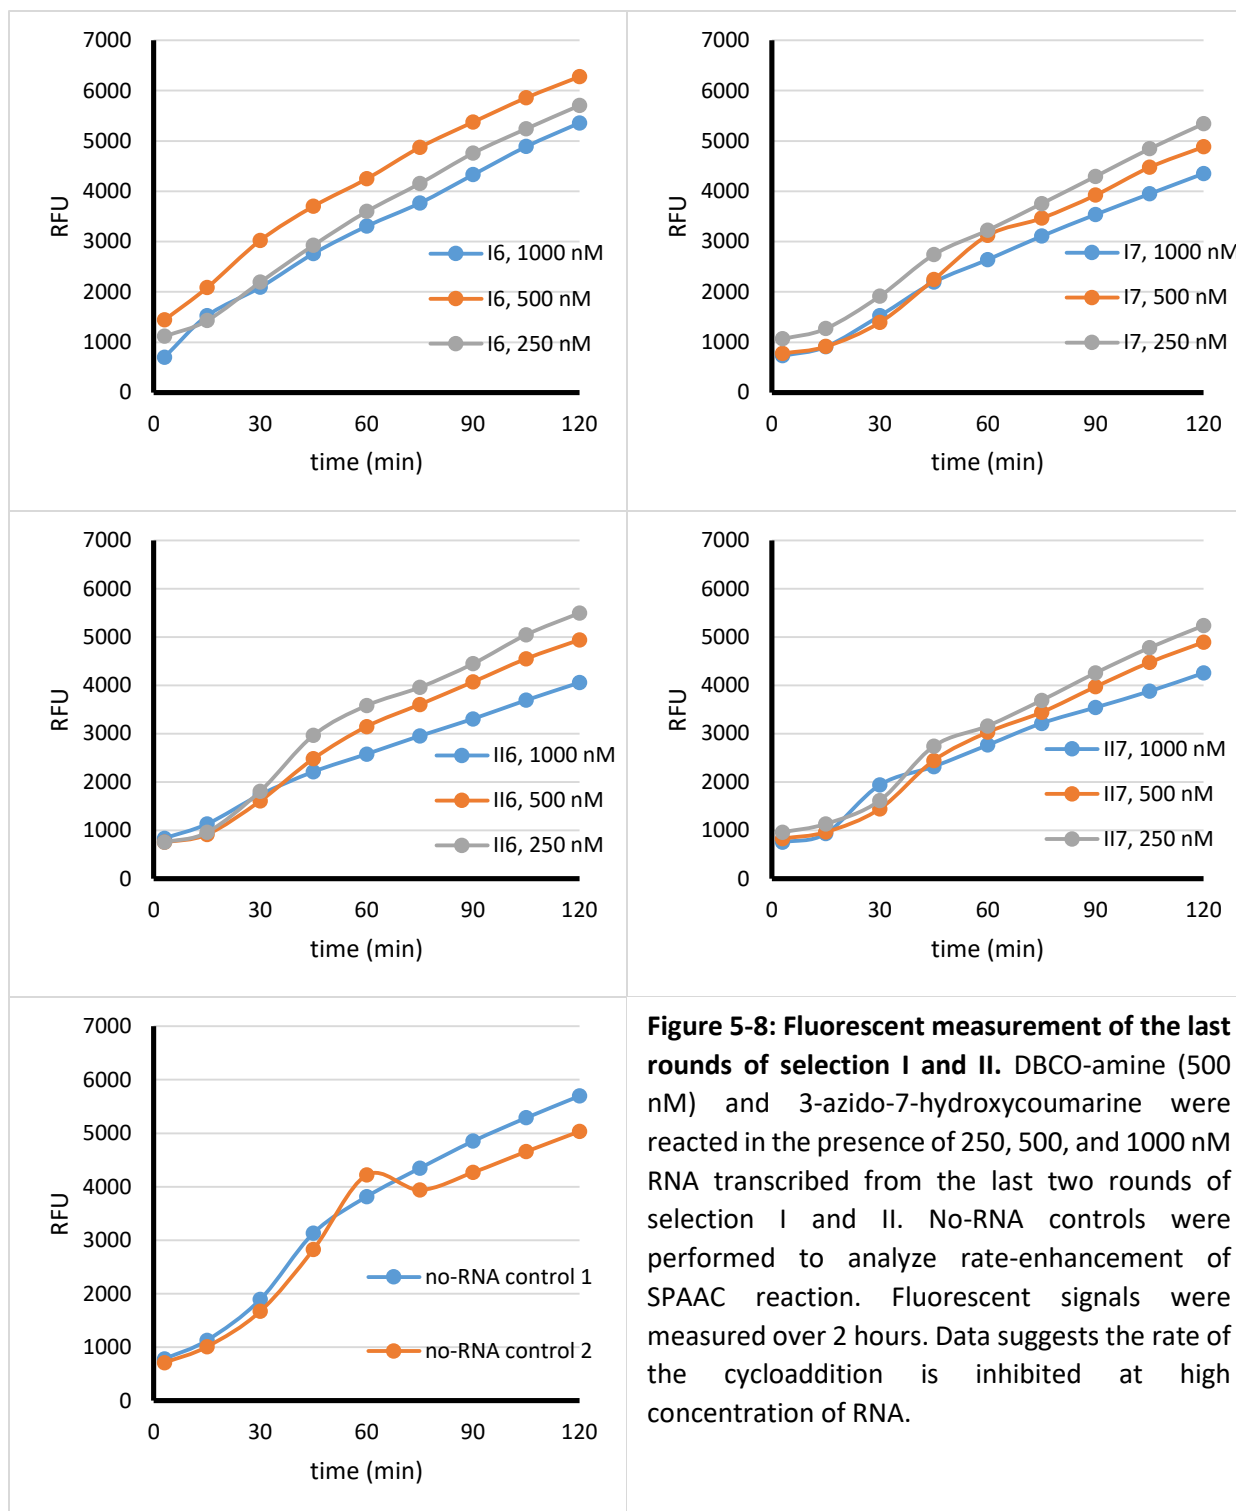 7000
6000
5000
4000
3000
2000
1000
0
RFU
I6, 1000 nM
I6, 500 nM
I6, 250 nM
0 30 60 90 120
time (min)
7000
6000
5000
4000
3000
2000
1000
0
RFU
I7, 1000 nM
I7, 500 nM
I7, 250 nM
0 30 60 90 120
time (min)
7000
6000
5000
4000
3000
2000
1000
0
RFU
II6, 1000 nM
II6, 500 nM
II6, 250 nM
0 30 60 90 120
time (min)
7000
6000
5000
4000
3000
2000
1000
0
RFU
II7, 1000 nM
II7, 500 nM
II7, 250 nM
0 30 60 90 120
time (min)
7000
6000
5000
4000
3000
2000
1000
0
RFU
no-RNA control 1
no-RNA control 2
0 30 60 90 120
time (min)
Figure 5-8: Fluorescent measurement of the last
rounds of selection I and II. DBCO-amine (500
nM) and 3-azido-7-hydroxycoumarine were
reacted in the presence of 250, 500, and 1000 nM
RNA transcribed from the last two rounds of
selection I and II. No-RNA controls were
performed to analyze rate-enhancement of
SPAAC reaction. Fluorescent signals were
measured over 2 hours. Data suggests the rate of
the cycloaddition is inhibited at high
concentration of RNA.